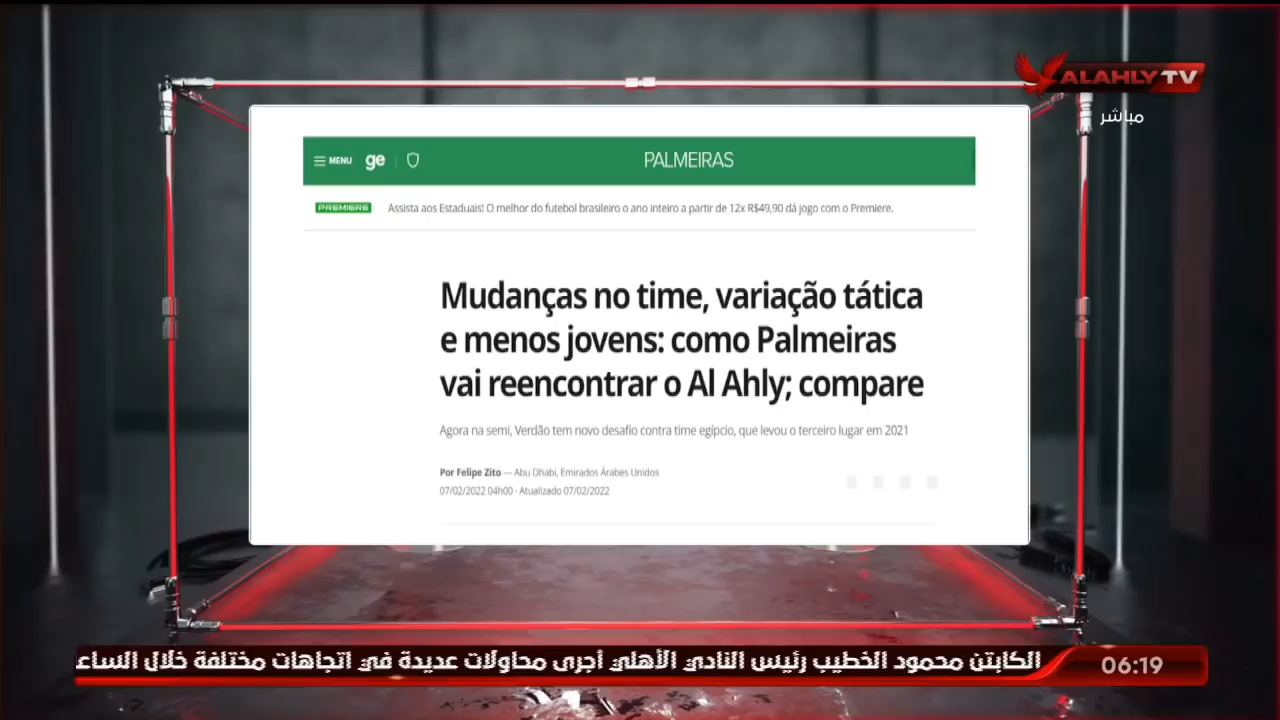 ALAHLY TV
مباشر
MENU ge PALMEIRAS
PREMIERE Assista aos Estaduais! O melhor do futebol brasileiro o ano inteiro a partir de 12x R$49,90 dá jogo com o Premiere.
Mudanças no time, variação tática
e menos jovens: como Palmeiras
vai reencontrar o Al Ahly; compare
Agora na semi, Verdão tem novo desafio contra time egípcio, que levou o terceiro lugar em 2021
Por Felipe Zito — Abu Dhabi, Emirados Árabes Unidos
07/02/2022 04h00 · Atualizado 07/02/2022
الكابتن محمود الخطيب رئيس النادي الأهلي أجرى محاولات عديدة في اتجاهات مختلفة خلال الساع
06:19